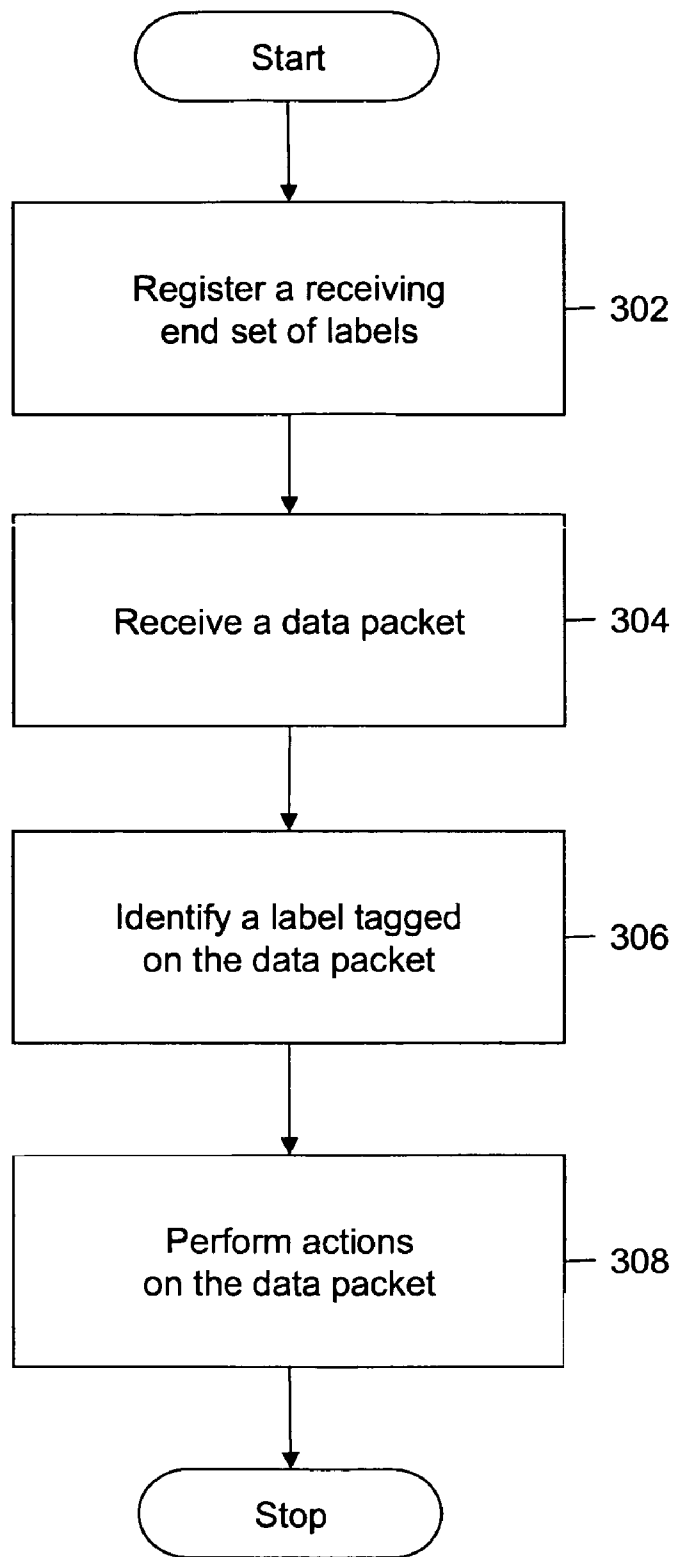 Start
Register a receiving
end set of labels
302
Receive a data packet
304
Identify a label tagged
on the data packet
306
Perform actions
on the data packet
308
Stop